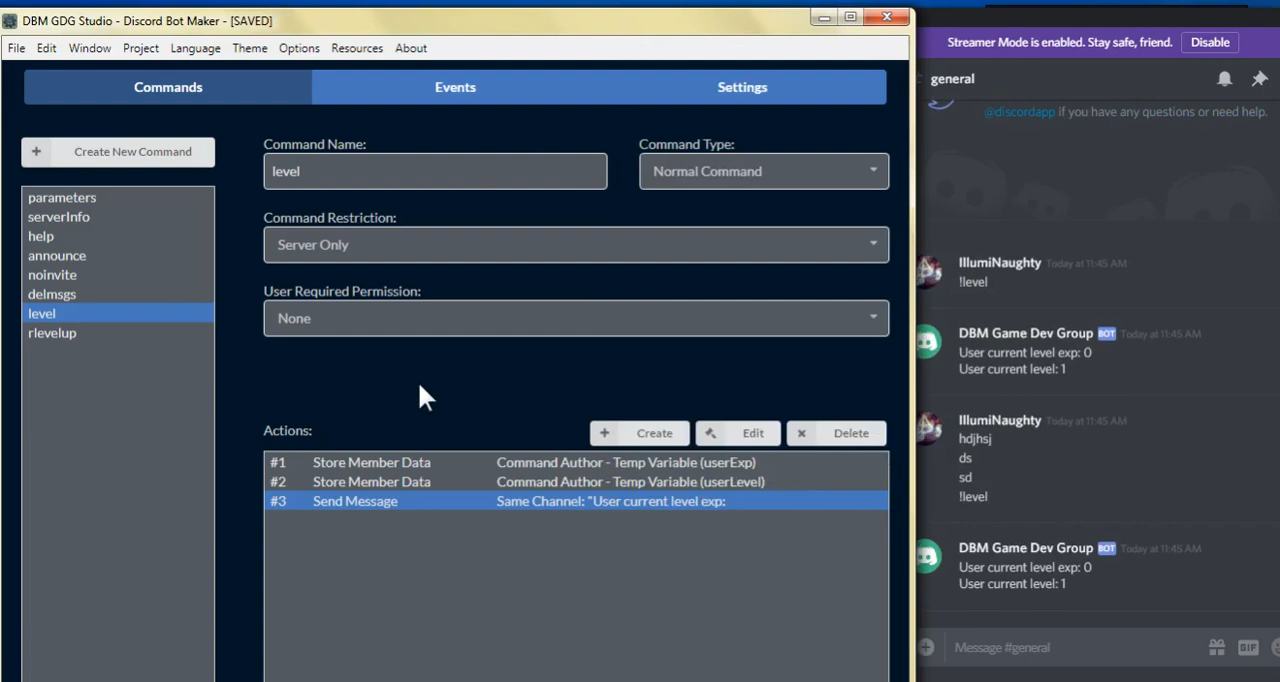 DBM GDG Studio - Discord Bot Maker - [SAVED]
File Edit Window Project Language Theme Options Resources About
Commands Events Settings
+ Create New Command
parameters
serverInfo
help
announce
noinvite
delmsgs
level
rlevelup
Command Name:
level
Command Type:
Normal Command
Command Restriction:
Server Only
User Required Permission:
None
Actions:
+ Create Edit × Delete
#1 Store Member Data Command Author - Temp Variable (userExp)
#2 Store Member Data Command Author - Temp Variable (userLevel)
#3 Send Message Same Channel: "User current level exp:
Streamer Mode is enabled. Stay safe, friend. Disable
general
@discordapp if you have any questions or need help.
IllumiNaughty Today at 11:45 AM
!level
DBM Game Dev Group BOT Today at 11:45 AM
User current level exp: 0
User current level: 1
IllumiNaughty Today at 11:45 AM
hdjhsj
ds
sd
!level
DBM Game Dev Group BOT Today at 11:45 AM
User current level exp: 0
User current level: 1
Message #general
GIF